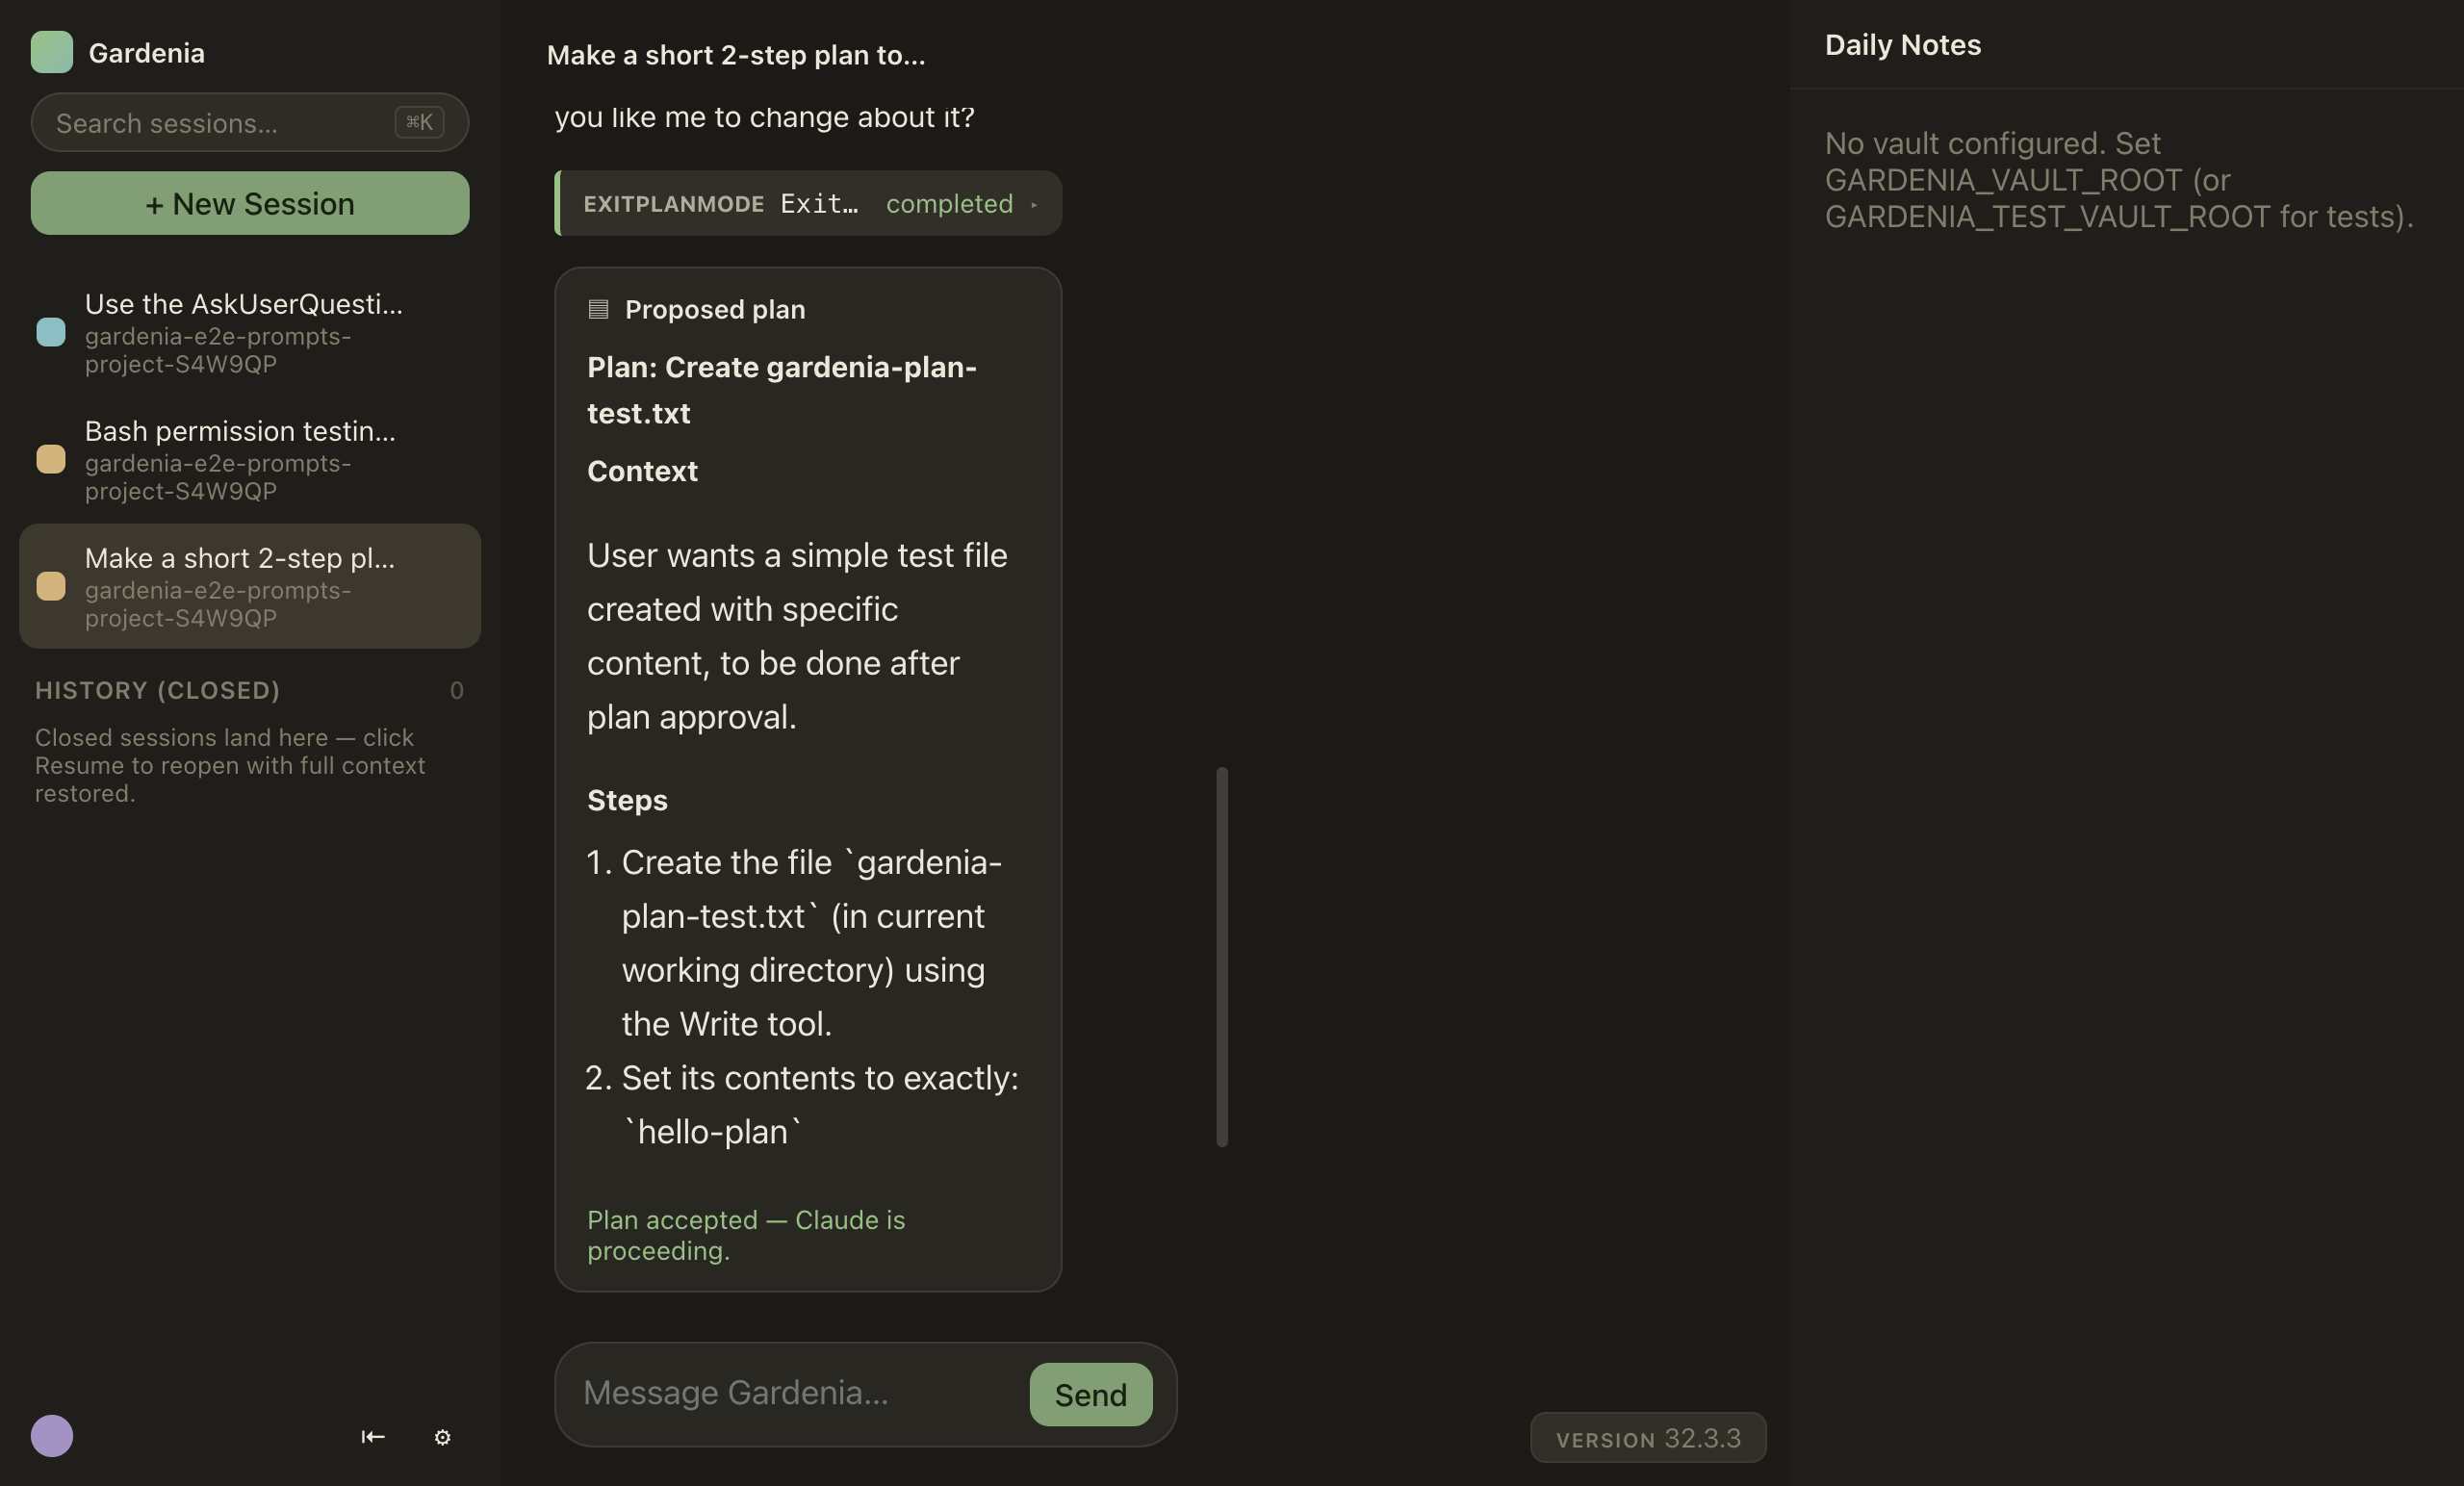 Gardenia
Search sessions...
⌘K
+ New Session
Use the AskUserQuesti...
gardenia-e2e-prompts-
project-S4W9QP
Bash permission testin...
gardenia-e2e-prompts-
project-S4W9QP
Make a short 2-step pl...
gardenia-e2e-prompts-
project-S4W9QP
HISTORY (CLOSED) 0
Closed sessions land here — click
Resume to reopen with full context
restored.
Make a short 2-step plan to...
you like me to change about it?
EXITPLANMODE Exit… completed ▸
Proposed plan
Plan: Create gardenia-plan-
test.txt
Context
User wants a simple test file
created with specific
content, to be done after
plan approval.
Steps
1. Create the file `gardenia-
plan-test.txt` (in current
working directory) using
the Write tool.
2. Set its contents to exactly:
`hello-plan`
Plan accepted — Claude is
proceeding.
Message Gardenia...
Send
VERSION 32.3.3
Daily Notes
No vault configured. Set
GARDENIA_VAULT_ROOT (or
GARDENIA_TEST_VAULT_ROOT for tests).